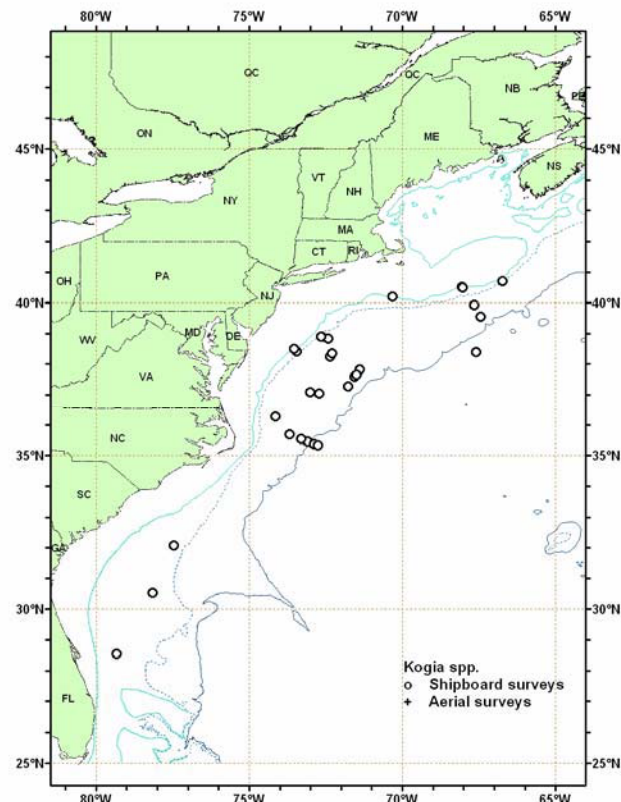 80°W 75°W 70°W 65°W
QC
QC
NB
PE
ON
ME
45°N 45°N
NS
VT
NH
NY
MA
CT RI
PA
OH
NJ
40°N 40°N
MD
DE
WV
VA
NC
35°N 35°N
SC
GA
30°N 30°N
Kogia spp.
Shipboard surveys
FL
Aerial surveys
25°N 25°N
80°W 75°W 70°W 65°W